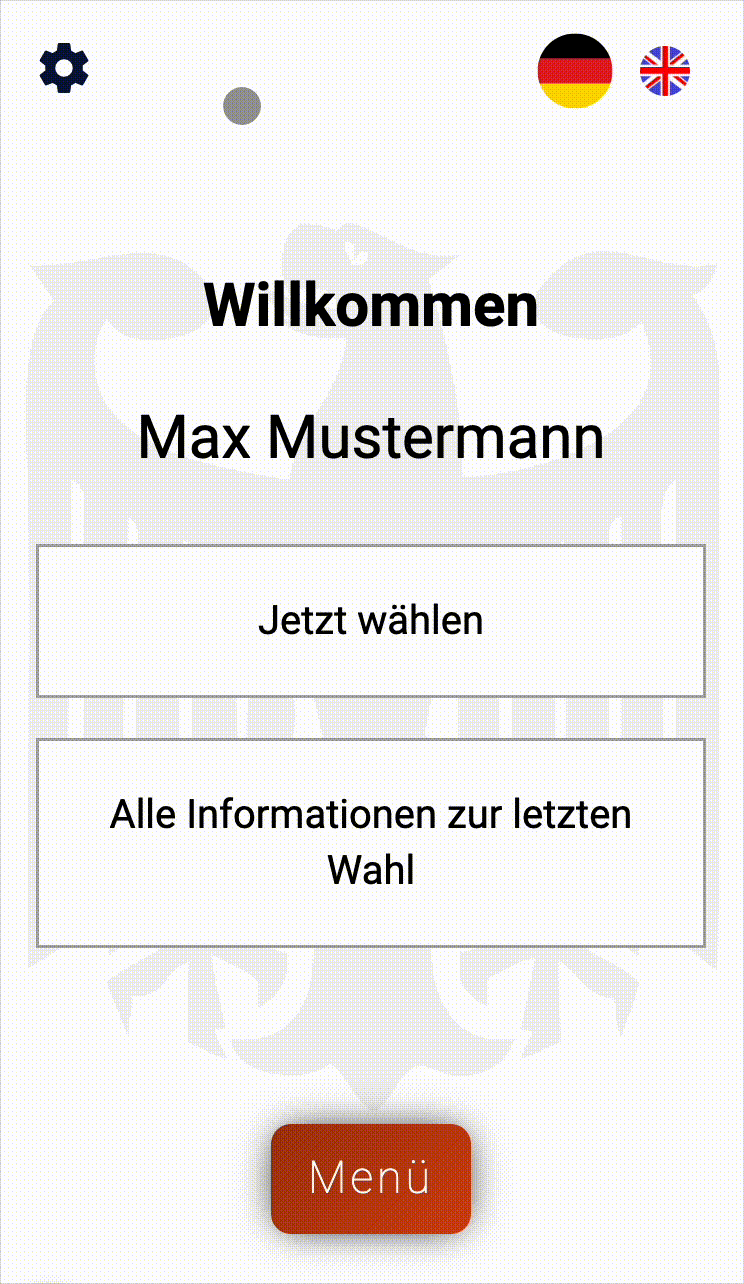 Willkommen
Max Mustermann
Jetzt wählen
Alle Informationen zur letzten
Wahl
Menü